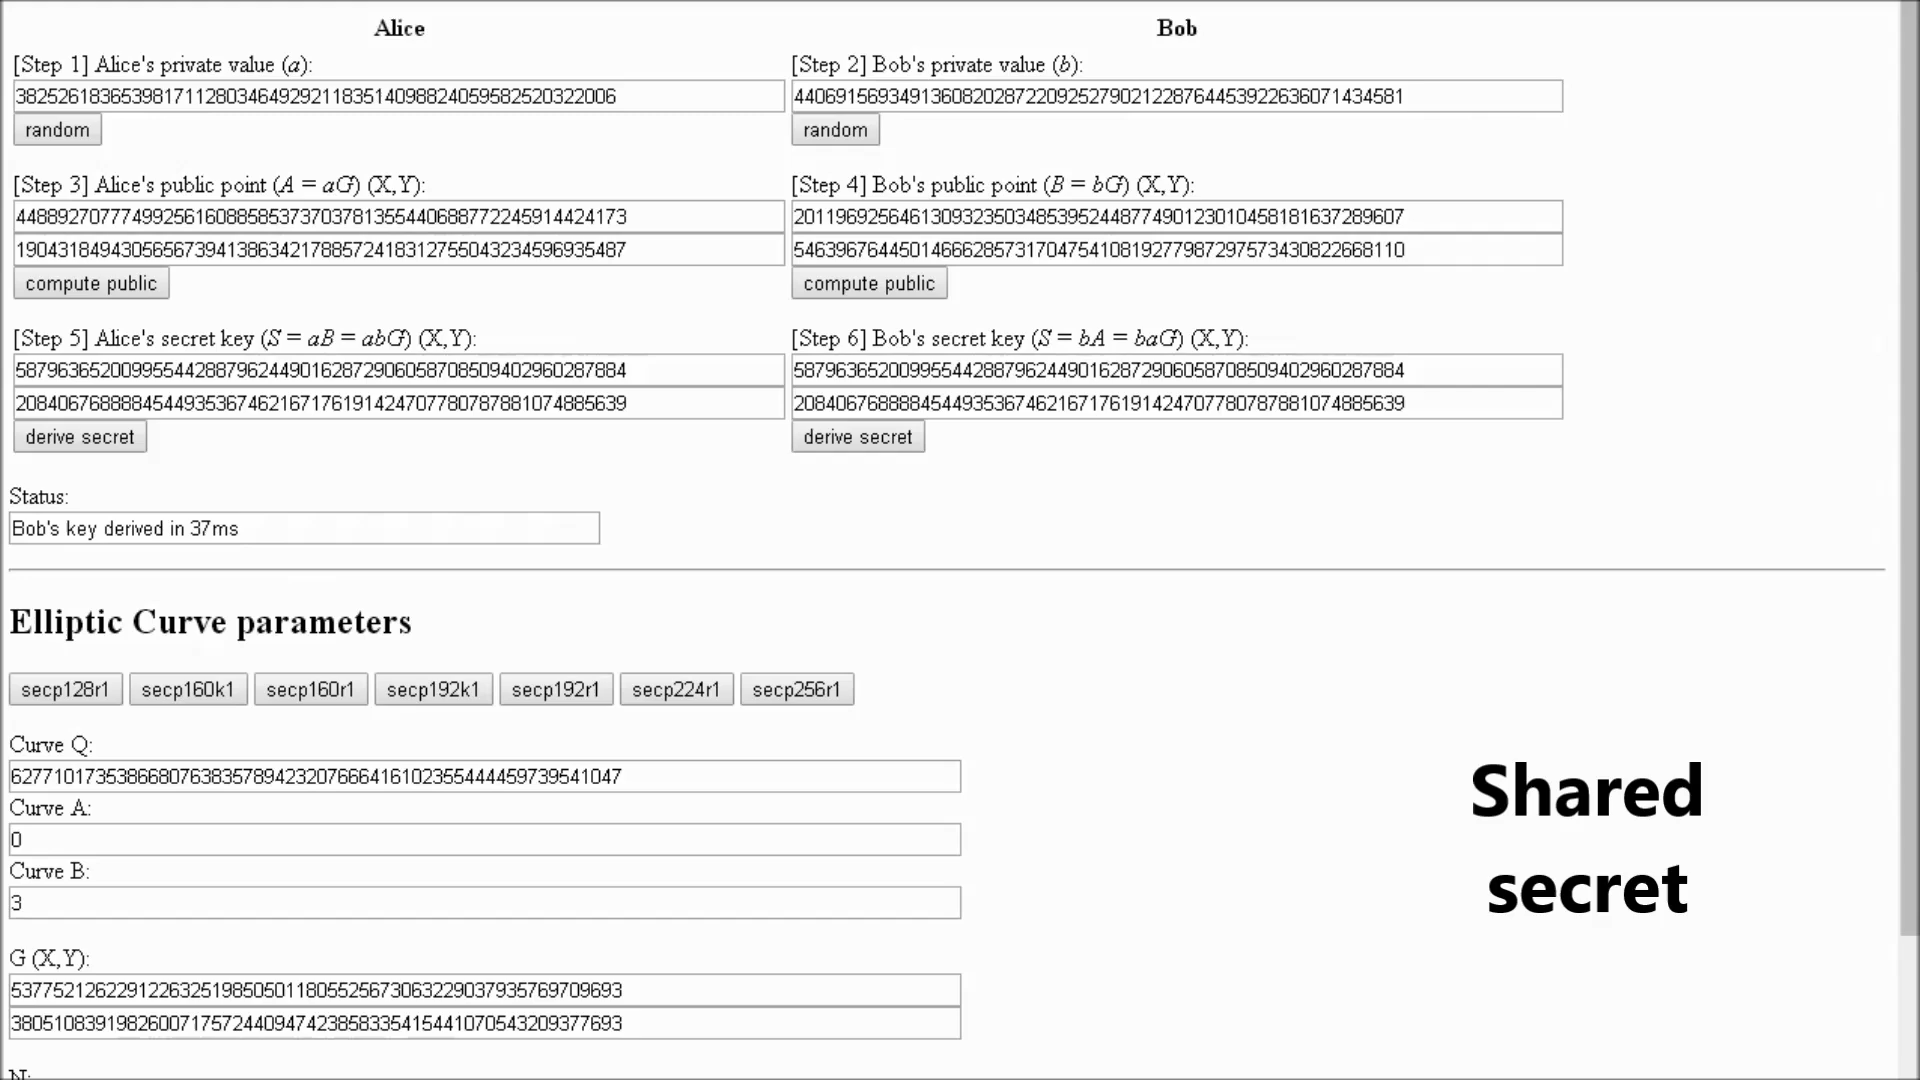 Alice Bob
[Step 1] Alice's private value (a): [Step 2] Bob's private value (b):
3825261836539817112803464929211835140988240595825203​22006 4406915693491360820287220925279021228764453922636071434581
random random
[Step 3] Alice's public point (A = aG) (X,Y): [Step 4] Bob's public point (B = bG) (X,Y):
4488927077749925616088585373703781355440688772245914424173 2011969256461309323503485395244877490123010458181637289607
1904318494305656739413863421788572418312755043234596935487 5463967644501466628573170475410819277987297573430822668110
compute public compute public
[Step 5] Alice's secret key (S = aB = abG) (X,Y): [Step 6] Bob's secret key (S = bA = baG) (X,Y):
5879636520099554428879624490162872906058708509402960287884 5879636520099554428879624490162872906058708509402960287884
2084067688884544935367462167176191424707780787881074885639 2084067688884544935367462167176191424707780787881074885639
derive secret derive secret
Status:
Bob's key derived in 37ms
Elliptic Curve parameters
secp128r1 secp160k1 secp160r1 secp192k1 secp192r1 secp224r1 secp256r1
Curve Q:
6277101735386680763835789423207666416102355444459739541047
Curve A:
0
Curve B:
3
Shared
secret
G (X,Y):
5377521262291226325198505011805525673063229037935769709693
3805108391982600717572440947423858335415441070543209377693
N: